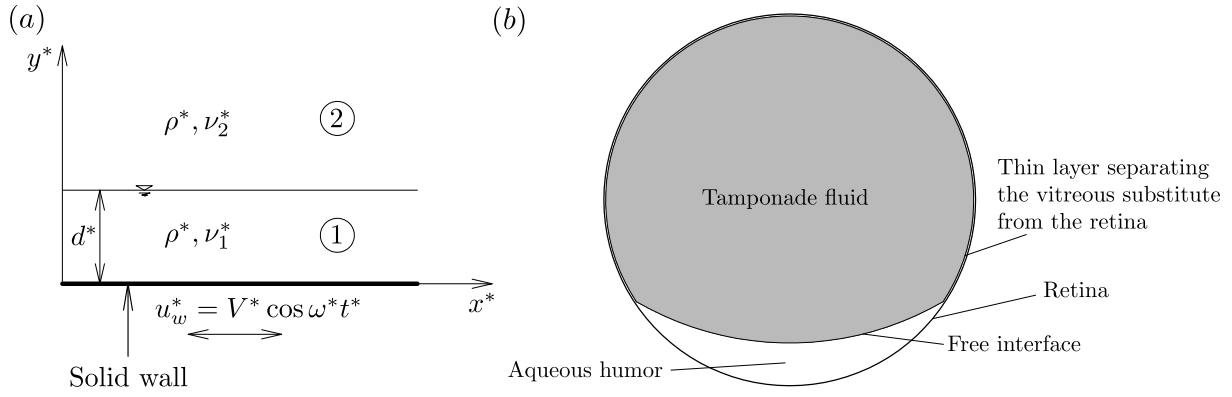 (a)
y*
ρ*, ν₂*
2
d*
ρ*, ν₁*
1
x*
u_w* = V* cos ω*t*
Solid wall
(b)
Tamponade fluid
Thin layer separating
the vitreous substitute
from the retina
Retina
Free interface
Aqueous humor